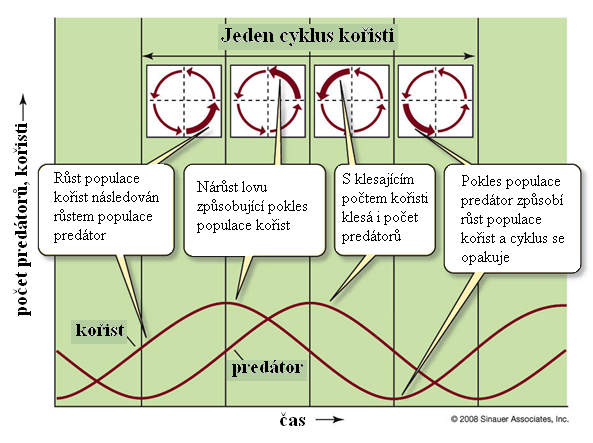 Jeden cyklus kořisti
počet predátorů, kořisti
Růst populace
kořist následován
růstem populace
predátor
Nárůst lovu
způsobující pokles
populace kořist
S klesajícím
počtem kořisti
klesá i počet
predátorů
Pokles populace
predátor způsobí
růst populace
kořist a cyklus se
opakuje
kořist
predátor
čas
© 2008 Sinauer Associates, Inc.